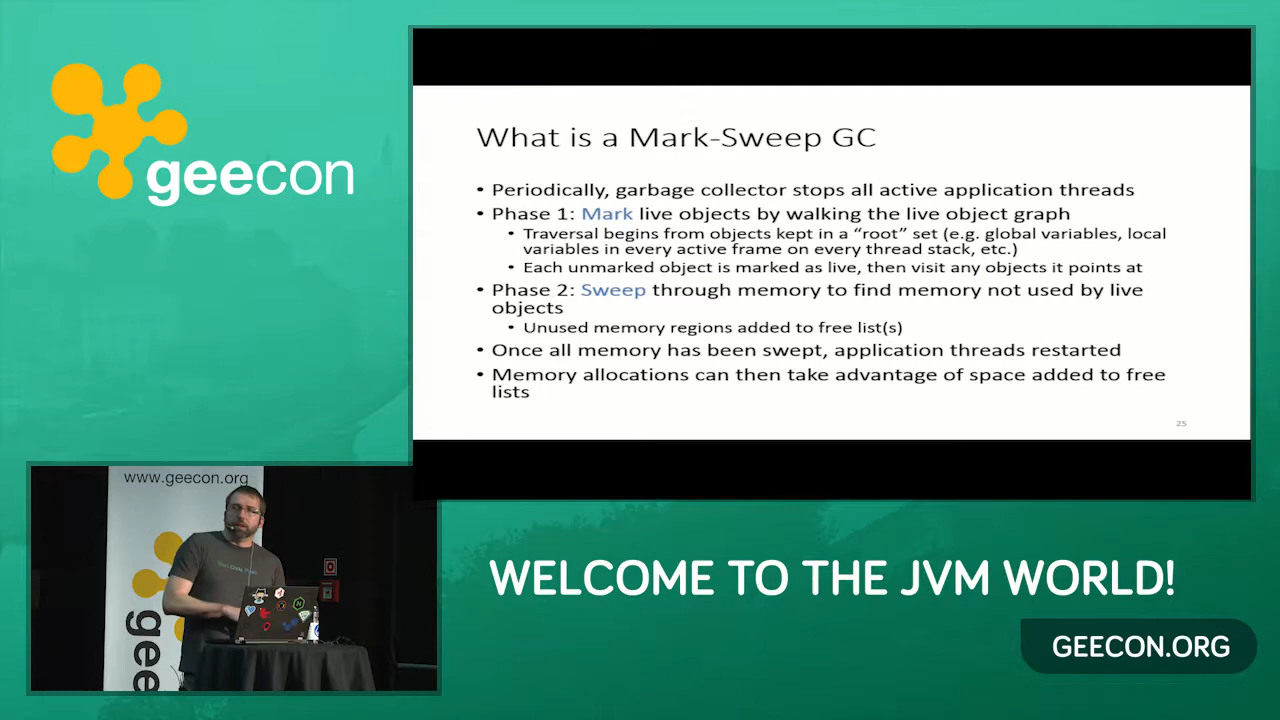 geecon
What is a Mark-Sweep GC
• Periodically, garbage collector stops all active application threads
• Phase 1: Mark live objects by walking the live object graph
• Traversal begins from objects kept in a “root” set (e.g. global variables, local
variables in every active frame on every thread stack, etc.)
• Each unmarked object is marked as live, then visit any objects it points at
• Phase 2: Sweep through memory to find memory not used by live
objects
• Unused memory regions added to free list(s)
• Once all memory has been swept, application threads restarted
• Memory allocations can then take advantage of space added to free
lists
25
www.geecon.org
gee
WELCOME TO THE JVM WORLD!
GEECON.ORG